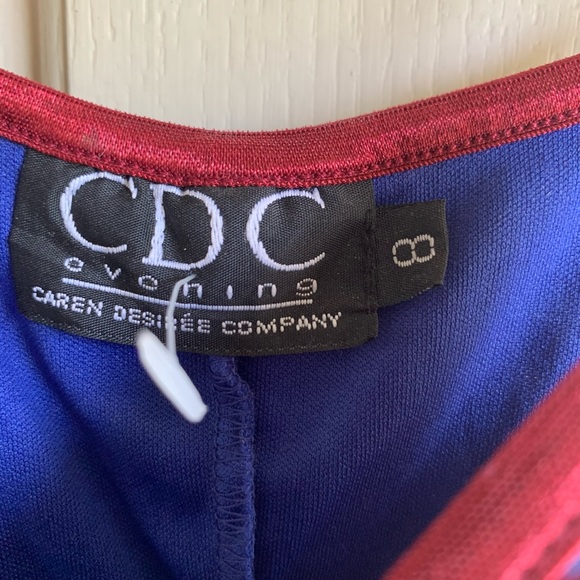 CDC
evening
CAREN DESIRÉE COMPANY
8